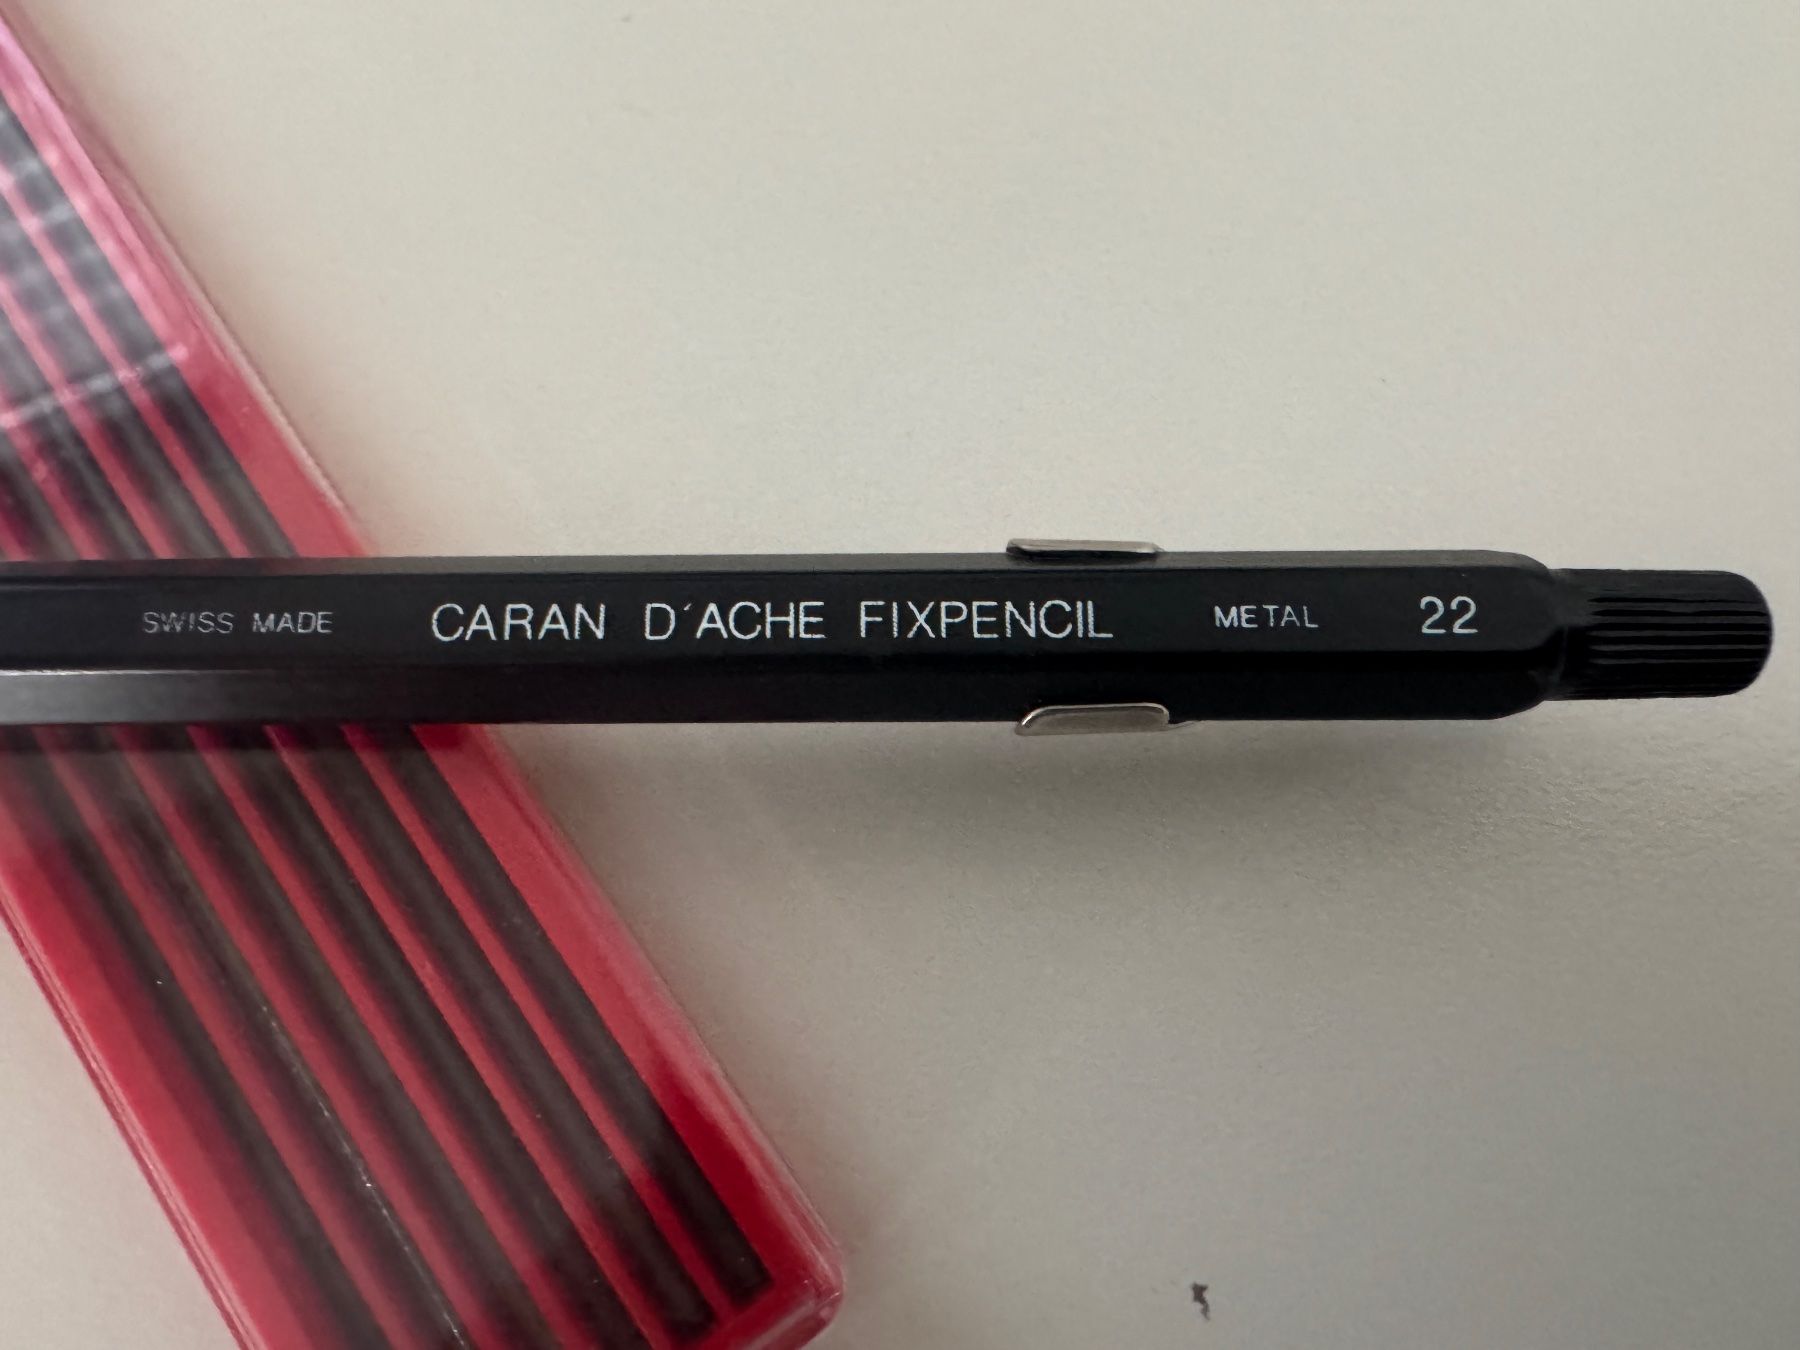 SWISS MADE CARAN D'ACHE FIXPENCIL METAL 22